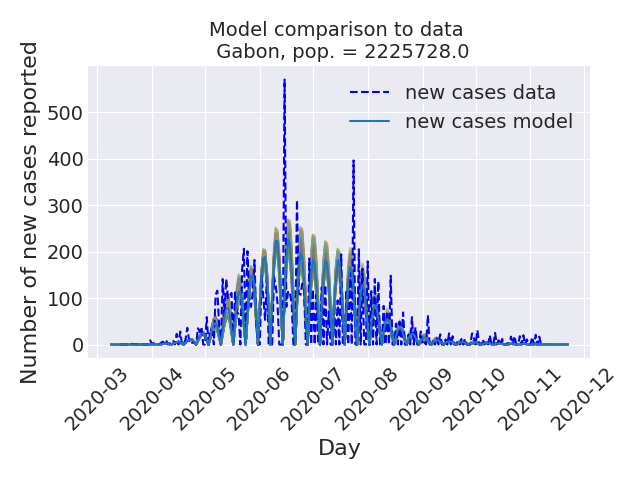 Model comparison to data
Gabon, pop. = 2225728.0
Number of new cases reported
500
400
300
200
100
0
new cases data
new cases model
2020-03
2020-04
2020-05
2020-06
2020-07
2020-08
2020-09
2020-10
2020-11
2020-12
Day